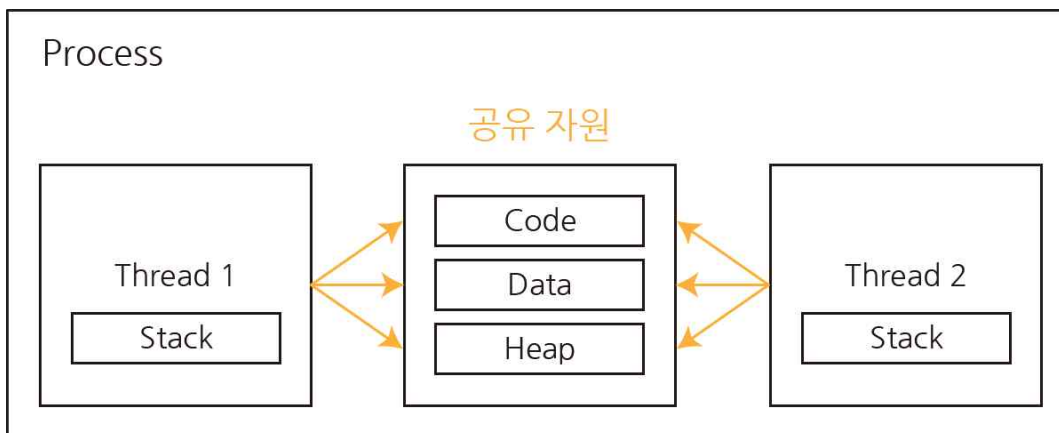 Process
공유 자원
Thread 1
Stack
Code
Data
Heap
Thread 2
Stack